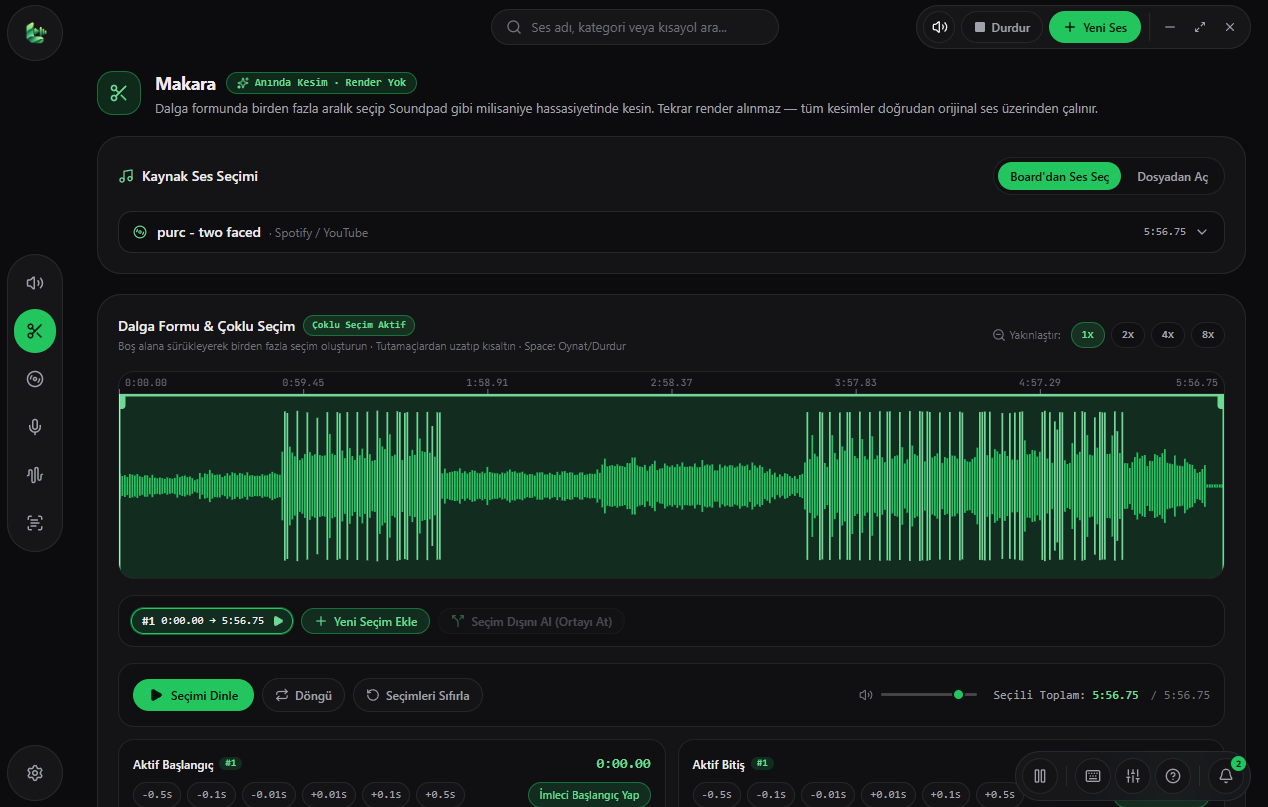 Ses adı, kategori veya kısayol ara...
Durdur
+ Yeni Ses
Makara
Anında Kesim · Render Yok
Dalga formunda birden fazla aralık seçip Soundpad gibi milisaniye hassasiyetinde kesin. Tekrar render alınmaz — tüm kesimler doğrudan orijinal ses üzerinden çalınır.
Kaynak Ses Seçimi
Board'dan Ses Seç
Dosyadan Aç
purc - two faced · Spotify / YouTube
5:56.75
Dalga Formu & Çoklu Seçim
Çoklu Seçim Aktif
Boş alana sürükleyerek birden fazla seçim oluşturun · Tutamaçlardan uzatıp kısaltın · Space: Oynat/Durdur
Yakınlaştır:
1x
2x
4x
8x
0:00.00
0:59.45
1:58.91
2:58.37
3:57.83
4:57.29
5:56.75
#1 0:00.00 → 5:56.75
+ Yeni Seçim Ekle
Seçim Dışını Al (Ortayı At)
Seçimi Dinle
Döngü
Seçimleri Sıfırla
Seçili Toplam: 5:56.75 / 5:56.75
Aktif Başlangıç #1
0:00.00
-0.5s
-0.1s
-0.01s
+0.01s
+0.1s
+0.5s
İmleci Başlangıç Yap
Aktif Bitiş #1
-0.5s
-0.1s
-0.01s
+0.01s
+0.1s
+0.5s
2